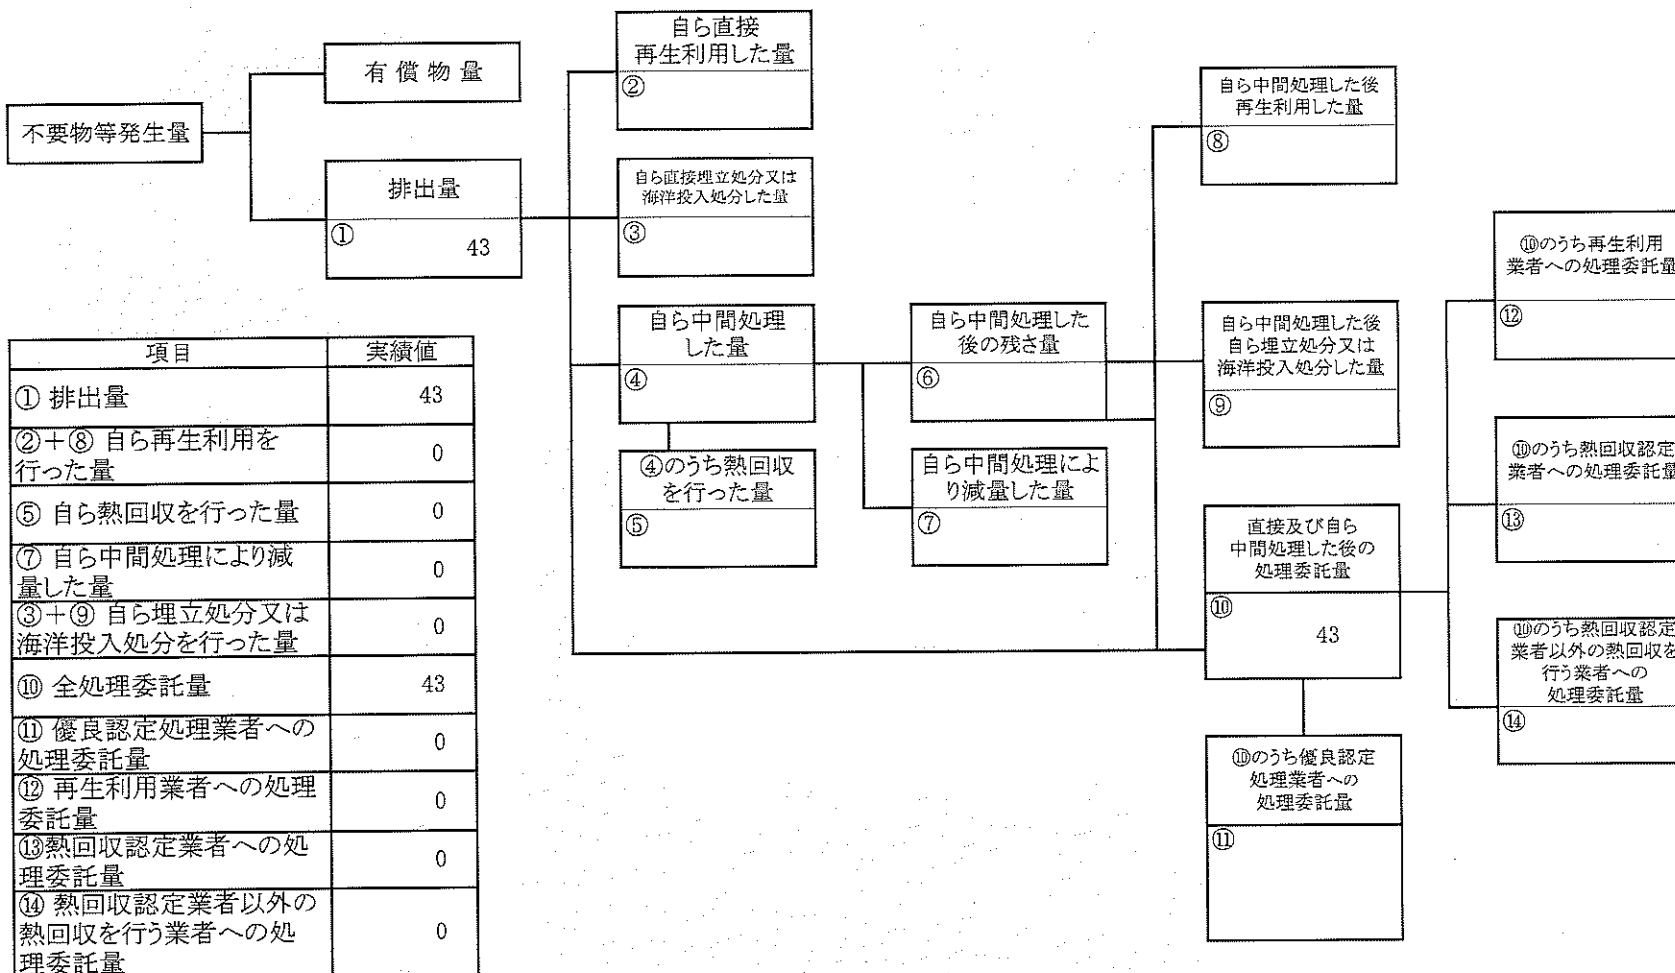 不要物等発生量
有償物量
排出量
①
43
自ら直接
再生利用した量
②
自ら直接埋立処分又は
海洋投入処分した量
③
自ら中間処理
した量
④
④のうち熱回収
を行った量
⑤
自ら中間処理した
後の残さ量
⑥
自ら中間処理によ
り減量した量
⑦
自ら中間処理した後
再生利用した量
⑧
自ら中間処理した後
自ら埋立処分又は
海洋投入処分した量
⑨
直接及び自ら
中間処理した後の
処理委託量
⑩
43
⑩のうち優良認定
処理業者への
処理委託量
⑪
⑩のうち再生利用
業者への処理委託量
⑫
⑩のうち熱回収認定
業者への処理委託量
⑬
⑩のうち熱回収認定
業者以外の熱回収を
行う業者への
処理委託量
⑭
項目 実績値
① 排出量 43
②＋⑧ 自ら再生利用を
行った量 0
⑤ 自ら熱回収を行った量 0
⑦ 自ら中間処理により減
量した量 0
③＋⑨ 自ら埋立処分又は
海洋投入処分を行った量 0
⑩ 全処理委託量 43
⑪ 優良認定処理業者への
処理委託量 0
⑫ 再生利用業者への処理
委託量 0
⑬熱回収認定業者への処
理委託量 0
⑭ 熱回収認定業者以外の
熱回収を行う業者への処
理委託量 0